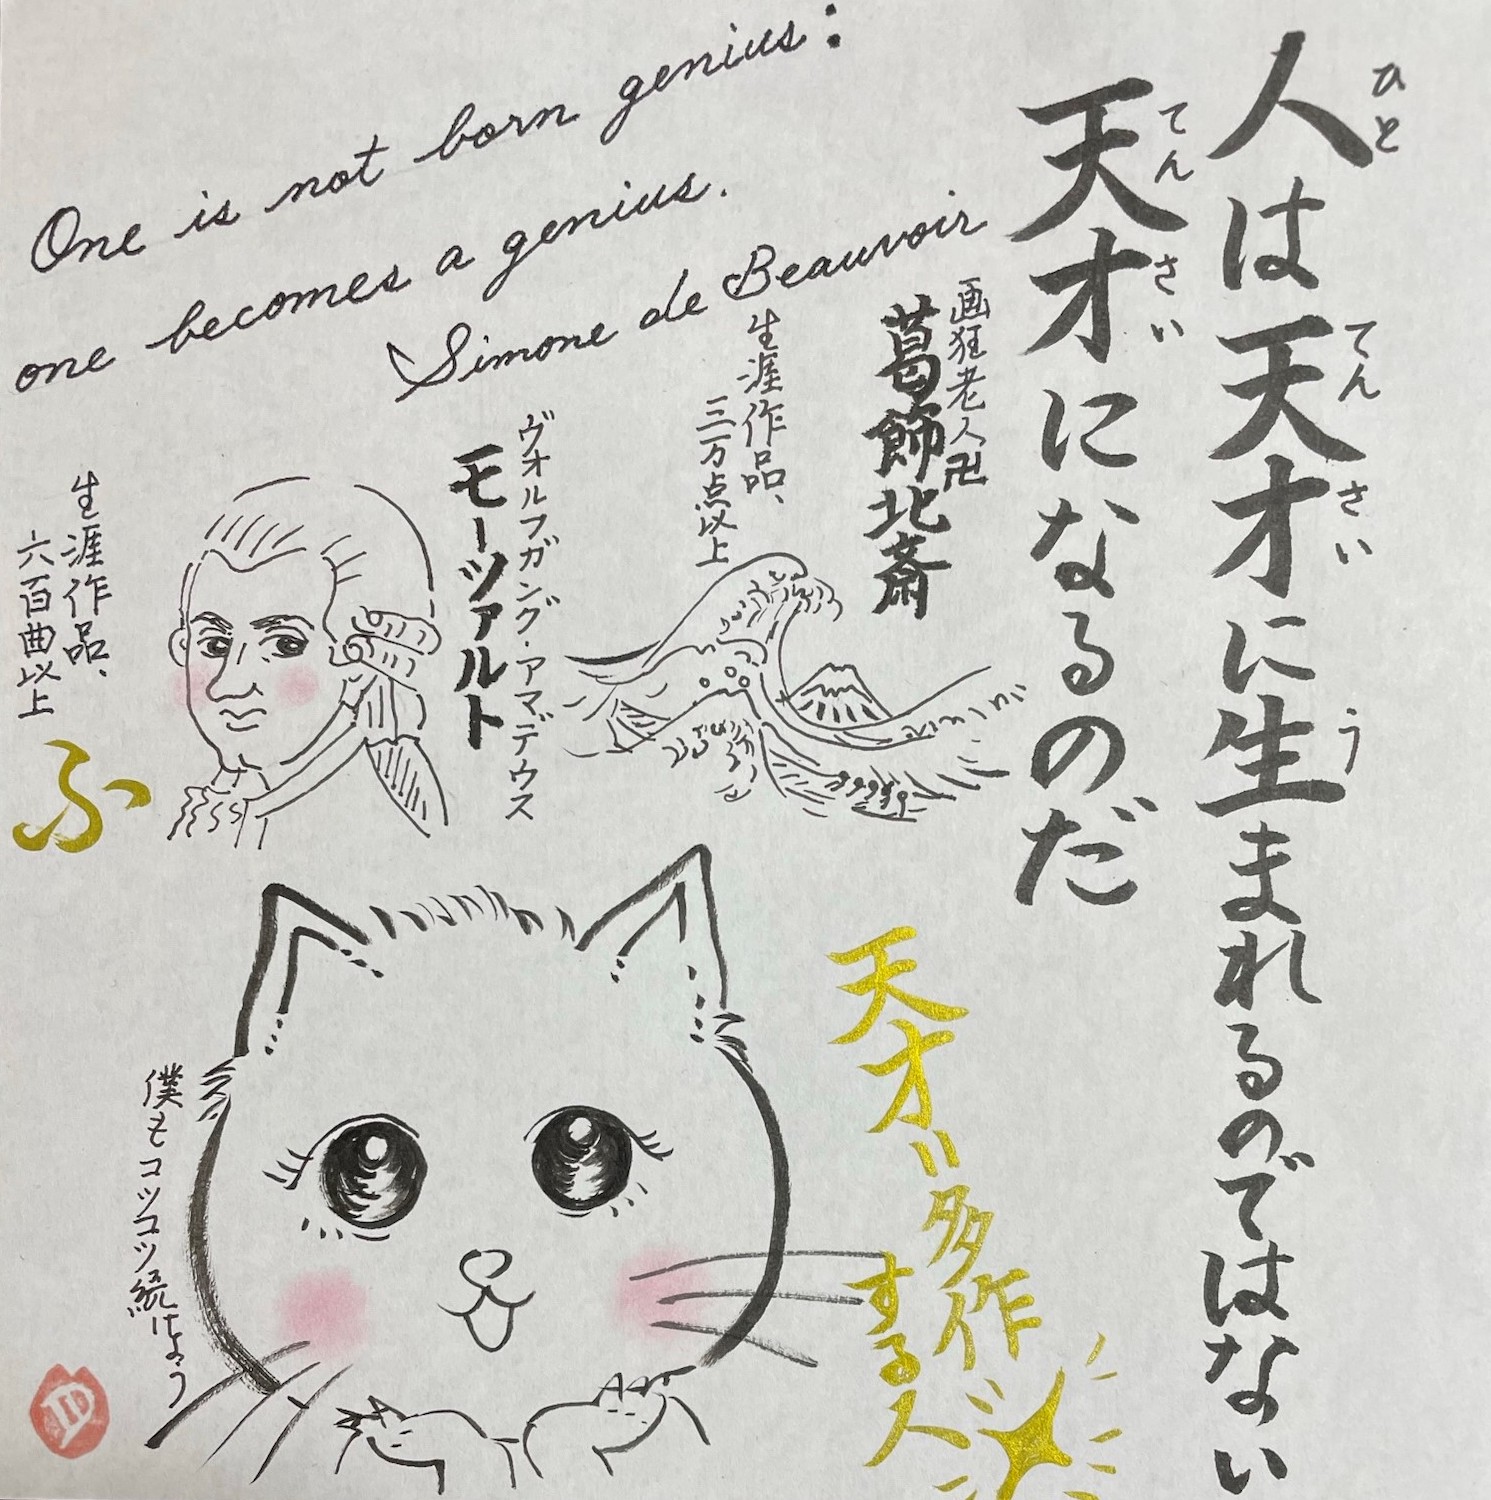 One is not born genius:
one becomes a genius.
Simone de Beauvoir
人は天才に生まれるのではない
ひと
てんさい
う
天才になるのだ
てんさい
画狂老人卍
葛飾北斎
生涯作品、
三万点以上
ヴォルフガング・アマデウス
モーツァルト
生涯作品、
六百曲以上
ふ
天才=多作
する人
僕もコツコツ続けよう